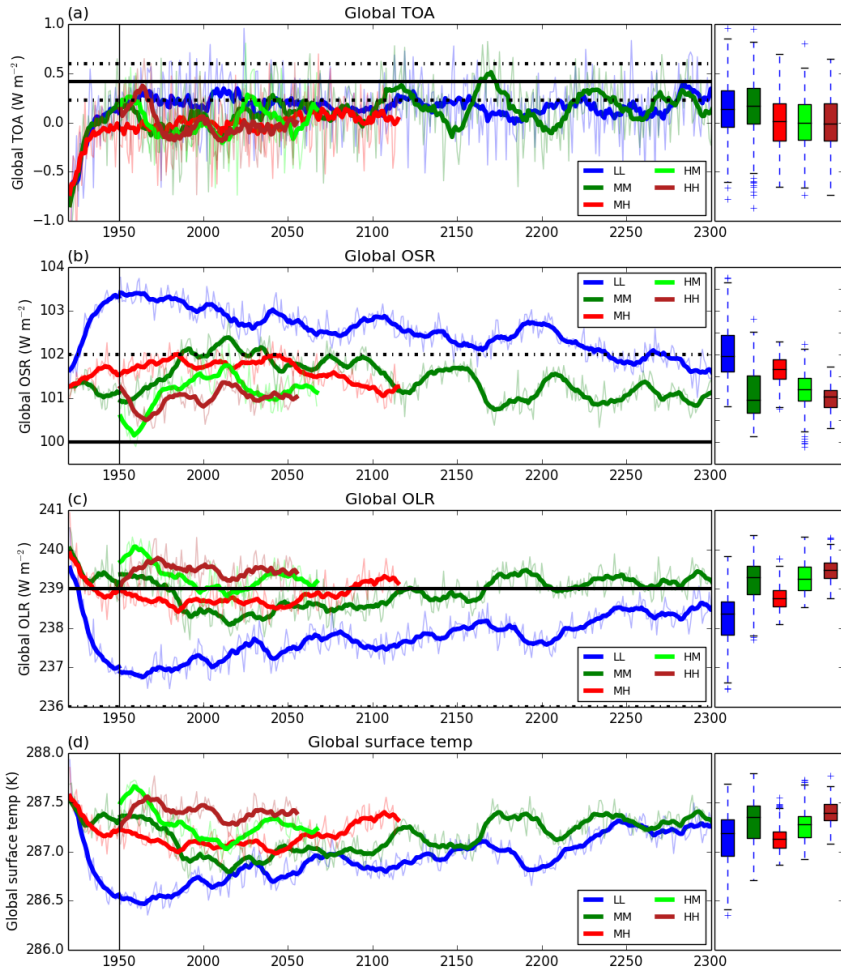 (a) Global TOA
Global TOA (W m⁻²)
1.0
0.5
0.0
−0.5
−1.0
LL HM
MM HH
MH
1950 2000 2050 2100 2150 2200 2250 2300
(b) Global OSR
Global OSR (W m⁻²)
104
103
102
101
100
LL HM
MM HH
MH
1950 2000 2050 2100 2150 2200 2250 2300
(c) Global OLR
Global OLR (W m⁻²)
241
240
239
238
237
236
LL HM
MM HH
MH
1950 2000 2050 2100 2150 2200 2250 2300
(d) Global surface temp
Global surface temp (K)
288.0
287.5
287.0
286.5
286.0
LL HM
MM HH
MH
1950 2000 2050 2100 2150 2200 2250 2300